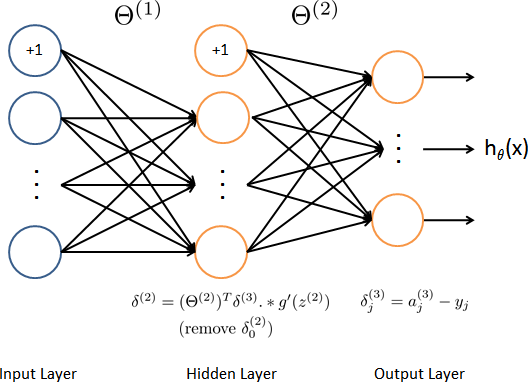 Θ^(1) Θ^(2)
+1 +1
⋮ ⋮ ⋮ h_θ(x)
δ^(2) = (Θ^(2))^T δ^(3). ∗ g′(z^(2)) δ_j^(3) = a_j^(3) − y_j
(remove δ_0^(2))
Input Layer Hidden Layer Output Layer